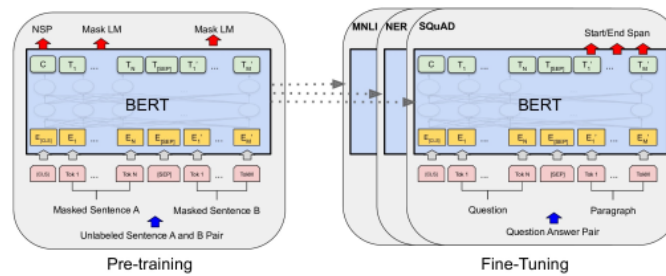 NSP Mask LM Mask LM
C T1 ... TN T[SEP] T1' ... TM'
BERT
E[CLS] E1 ... EN E[SEP] E1' ... EM'
[CLS] Tok 1 ... Tok N [SEP] Tok 1 ... TokM
Masked Sentence A Masked Sentence B
Unlabeled Sentence A and B Pair
Pre-training
MNLI NER SQuAD
Start/End Span
C T1 ... TN T[SEP] T1' ... TM'
BERT
E[CLS] E1 ... EN E[SEP] E1' ... EM'
[CLS] Tok 1 ... Tok N [SEP] Tok 1 ... TokM
Question Paragraph
Question Answer Pair
Fine-Tuning